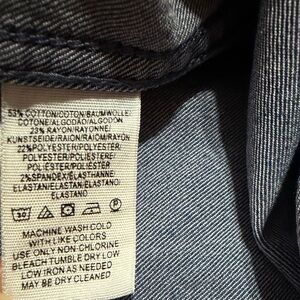 53% COTTON/COTON/BAUMWOLLE/
COTONE/ALGODÃO/ALGODÓN
23% RAYON/RAYONNE/
KUNSTSEIDE/RAION/RAIOM/RAYÓN
22%POLYESTER/POLYESTER/
POLYESTER/POLIESTERE
POLIÉSTER/POLIÉSTER
2%SPANDEX/ÉLASTHANNE
ELASTAN/ELASTAN/ELASTANO/
ELASTANO
30
P
MACHINE WASH COLD
WITH LIKE COLORS
USE ONLY NON CHLORINE
BLEACH TUMBLE DRY LOW
LOW IRON AS NEEDED
MAY BE DRY CLEANED